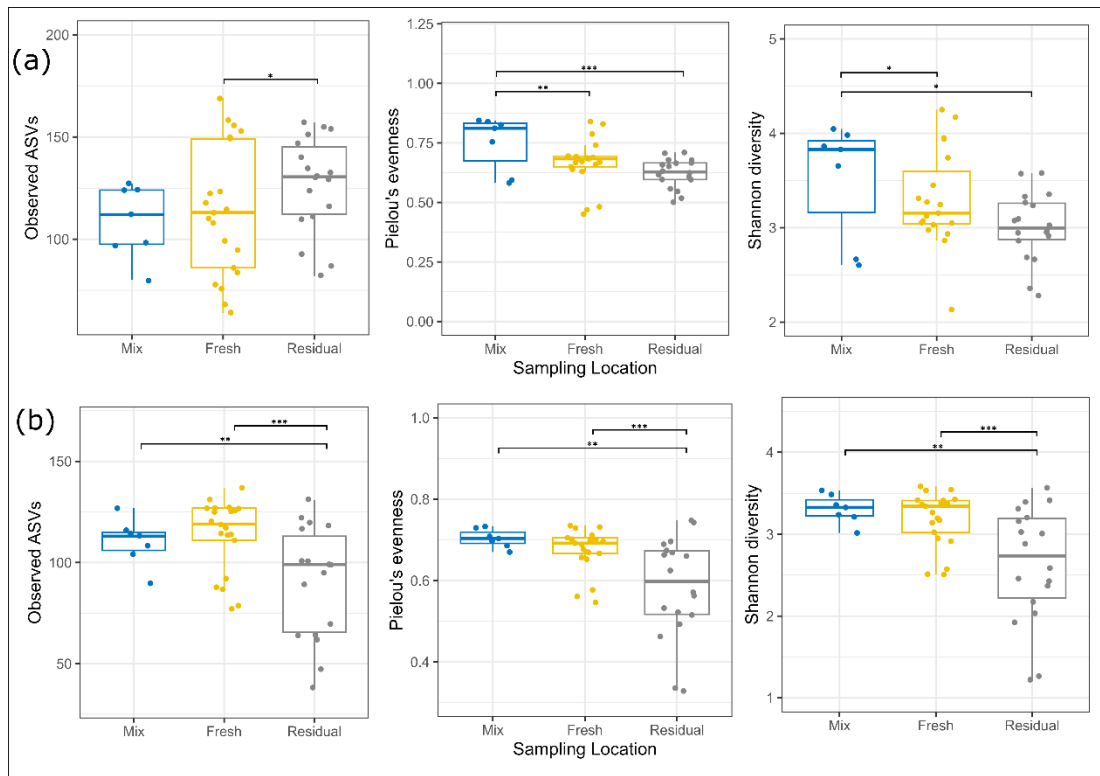 (a)
Observed ASVs
200
150
100
*
Mix Fresh Residual
Pielou's evenness
1.25
1.00
0.75
0.50
0.25
0.00
***
**
Mix Fresh Residual
Sampling Location
Shannon diversity
5
4
3
2
*
*
Mix Fresh Residual
(b)
Observed ASVs
150
100
50
***
**
Mix Fresh Residual
Pielou's evenness
1.0
0.8
0.6
0.4
***
**
Mix Fresh Residual
Sampling Location
Shannon diversity
4
3
2
1
***
**
Mix Fresh Residual